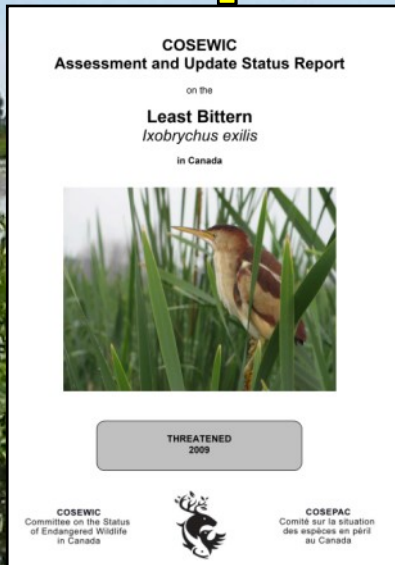 COSEWIC
Assessment and Update Status Report
on the
Least Bittern
Ixobrychus exilis
in Canada
THREATENED
2009
COSEWIC
Committee on the Status
of Endangered Wildlife
in Canada
COSEPAC
Comité sur la situation
des espèces en péril
au Canada